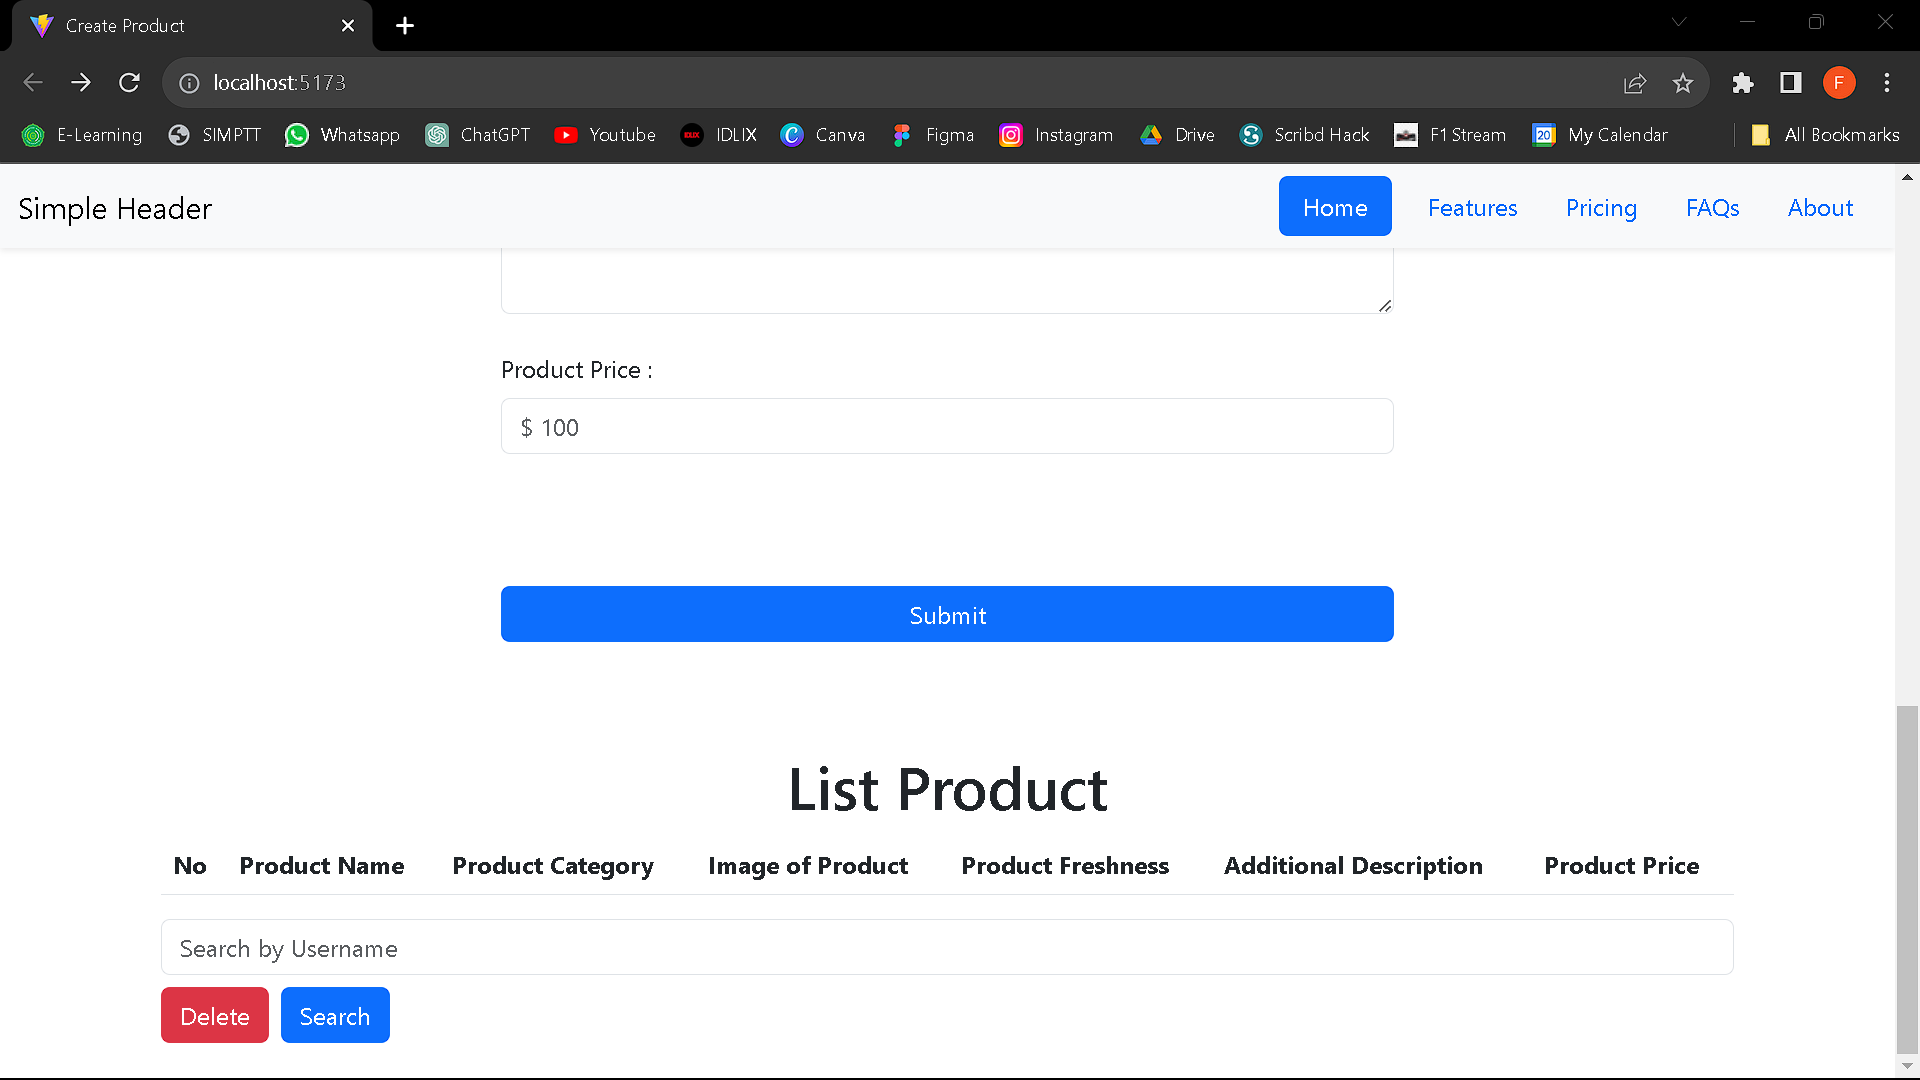 Create Product
localhost:5173
F
E-Learning SIMPTT Whatsapp ChatGPT Youtube IDLIX Canva Figma Instagram Drive Scribd Hack F1 Stream 20 My Calendar All Bookmarks
Simple Header Home Features Pricing FAQs About
Product Price :
$ 100
Submit
List Product
No Product Name Product Category Image of Product Product Freshness Additional Description Product Price
Search by Username
Delete Search